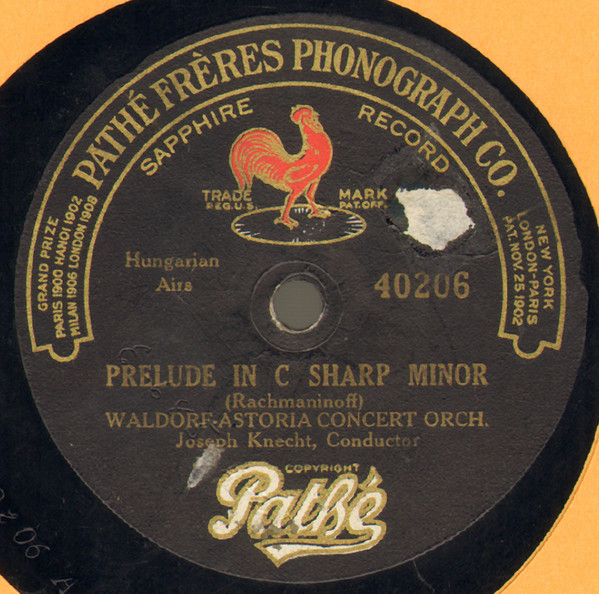 PATHÉ FRÈRES PHONOGRAPH CO.
SAPPHIRE RECORD
GRAND PRIZE
PARIS 1900 HANOI 1902
MILAN 1906 LONDON 1908
NEW YORK
LONDON-PARIS
PAT. NOV. 25, 1902
TRADE MARK
REG. U.S. PAT. OFF.
Hungarian
Airs
40206
PRELUDE IN C SHARP MINOR
(Rachmaninoff)
WALDORF-ASTORIA CONCERT ORCH.
Joseph Knecht, Conductor
COPYRIGHT
Pathé